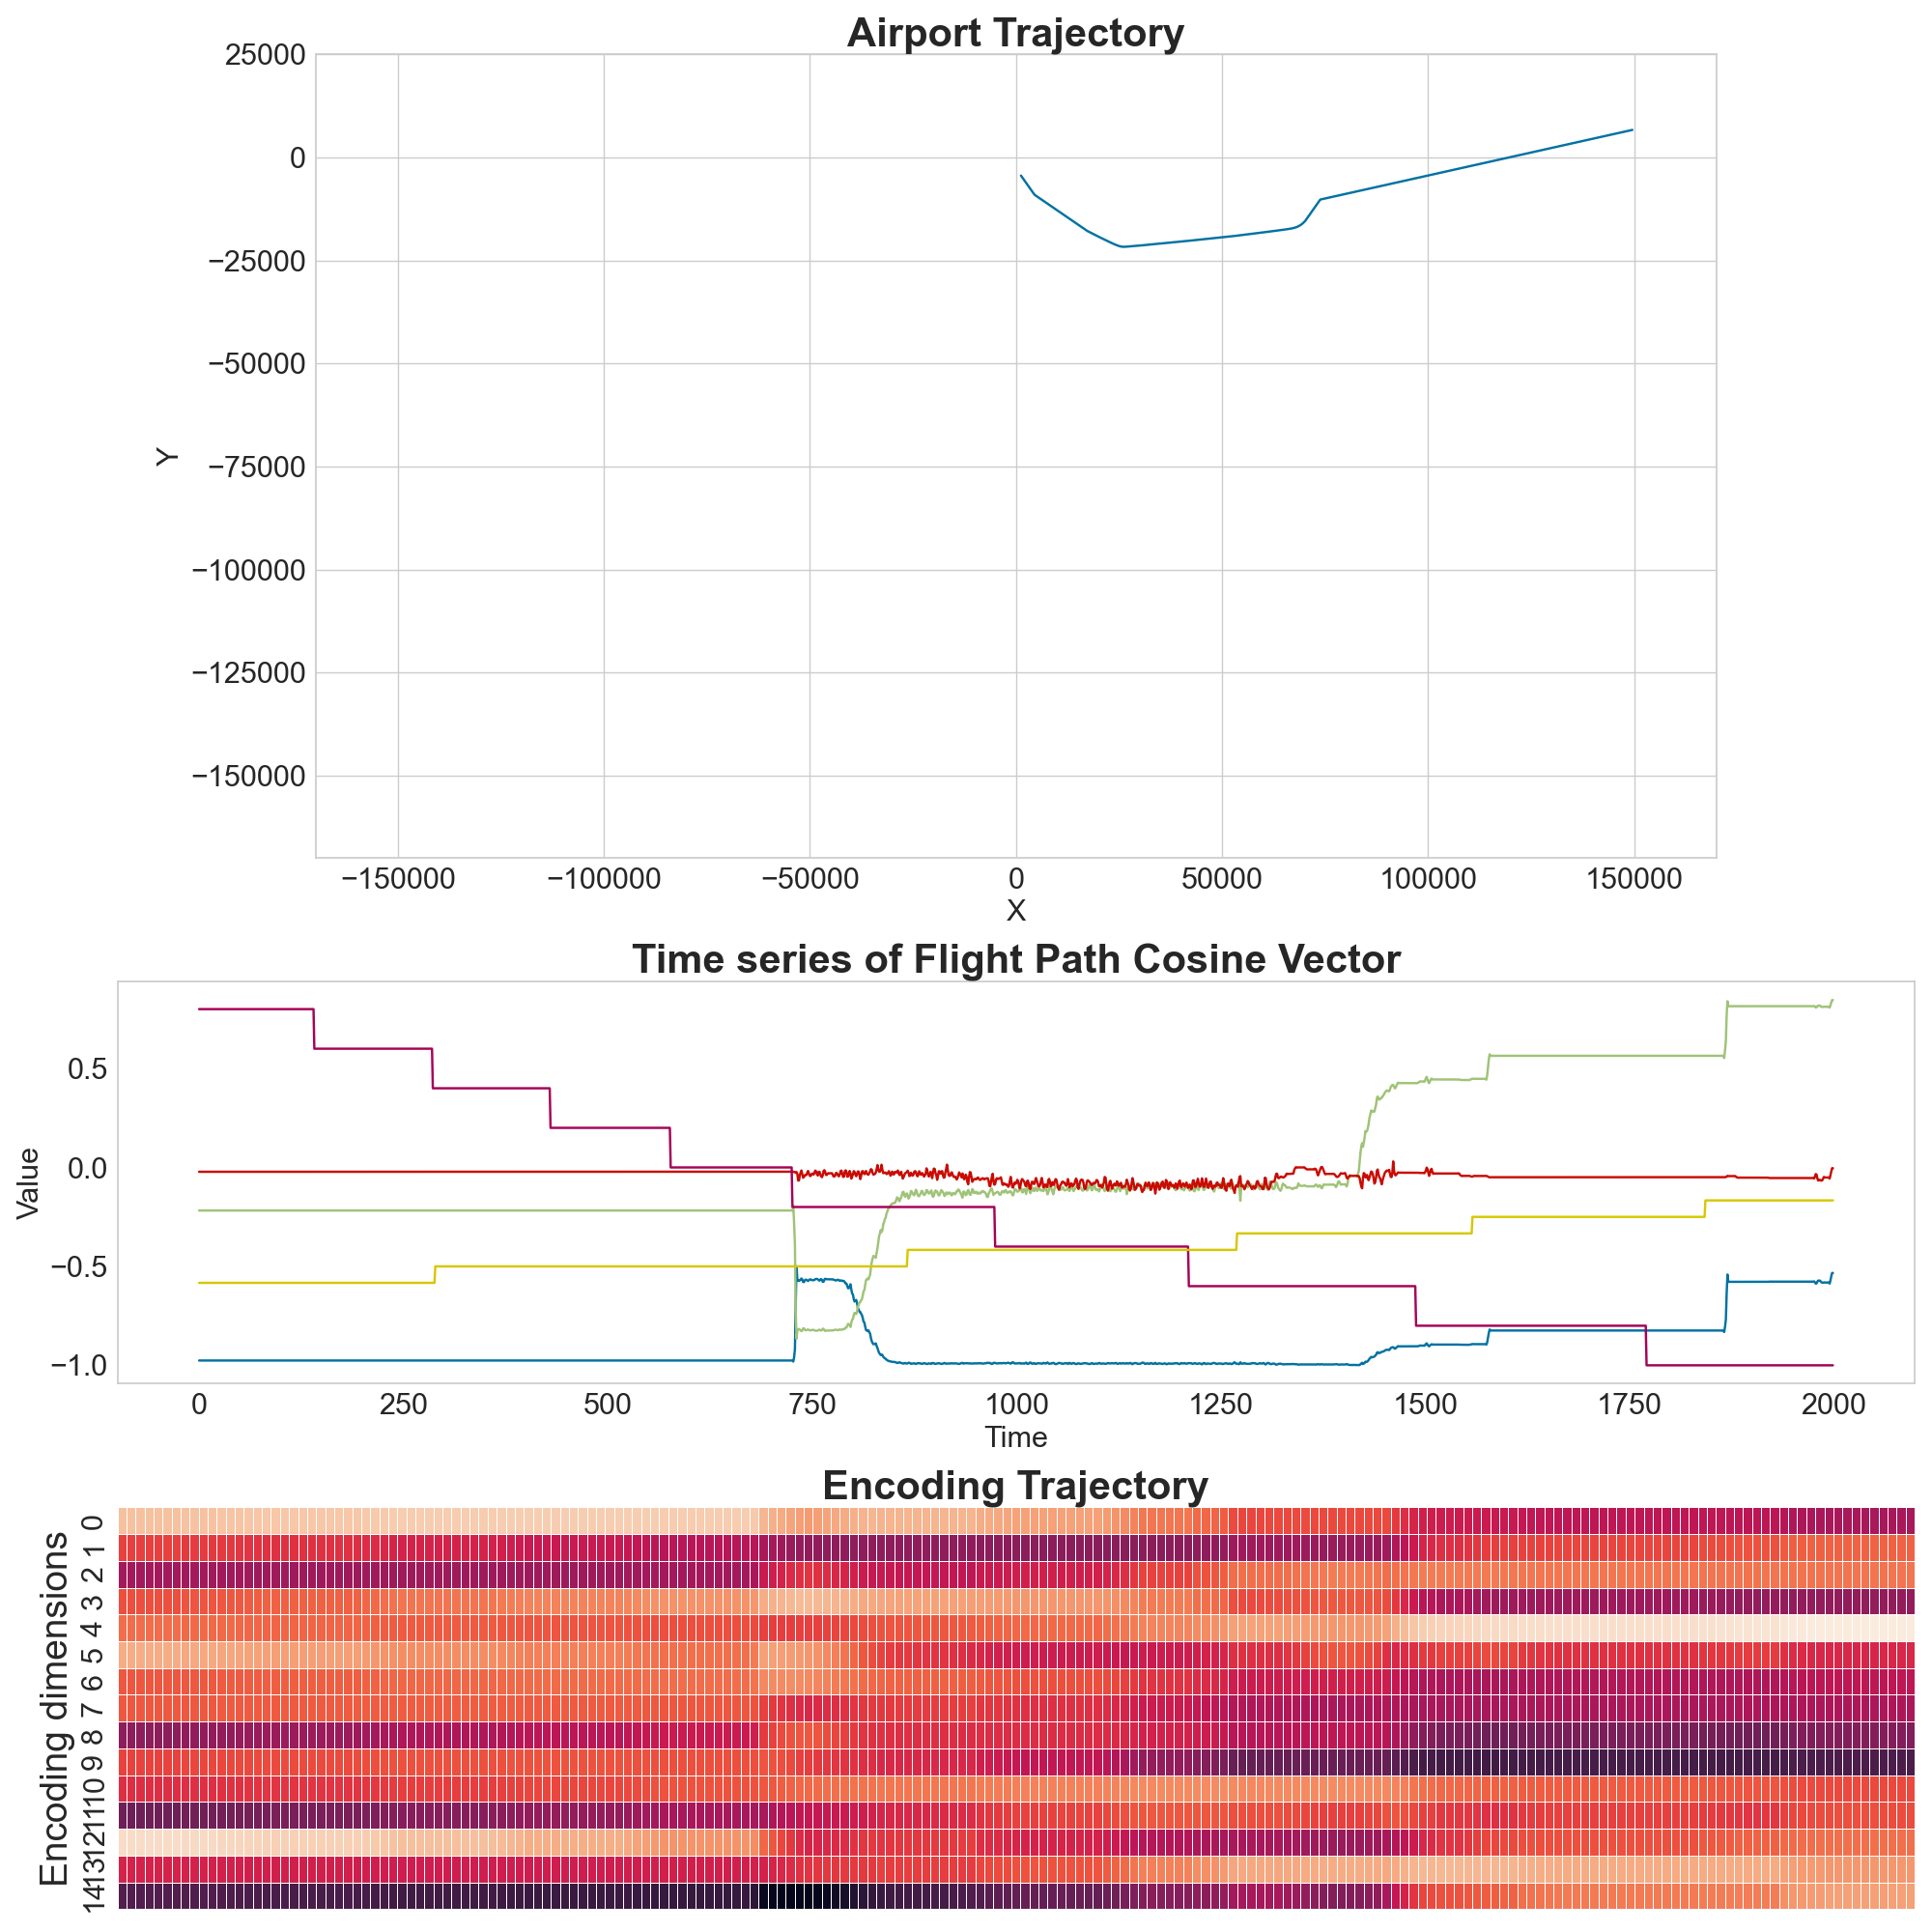 Airport Trajectory
25000
0
−25000
−50000
−75000
−100000
−125000
−150000
Y
−150000 −100000 −50000 0 50000 100000 150000
X
Time series of Flight Path Cosine Vector
0.5
0.0
−0.5
−1.0
Value
0 250 500 750 1000 1250 1500 1750 2000
Time
Encoding Trajectory
Encoding dimensions
0
1
2
3
4
5
6
7
8
9
10
11
12
13
14